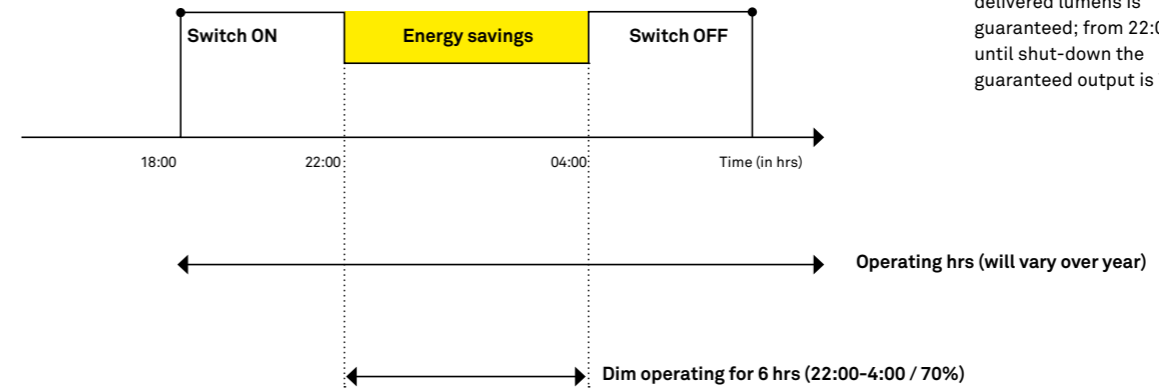 delivered lumens is
guaranteed; from 22:0
until shut-down the
guaranteed output is
Switch ON
Energy savings
Switch OFF
18:00
22:00
04:00
Time (in hrs)
Operating hrs (will vary over year)
Dim operating for 6 hrs (22:00-4:00 / 70%)